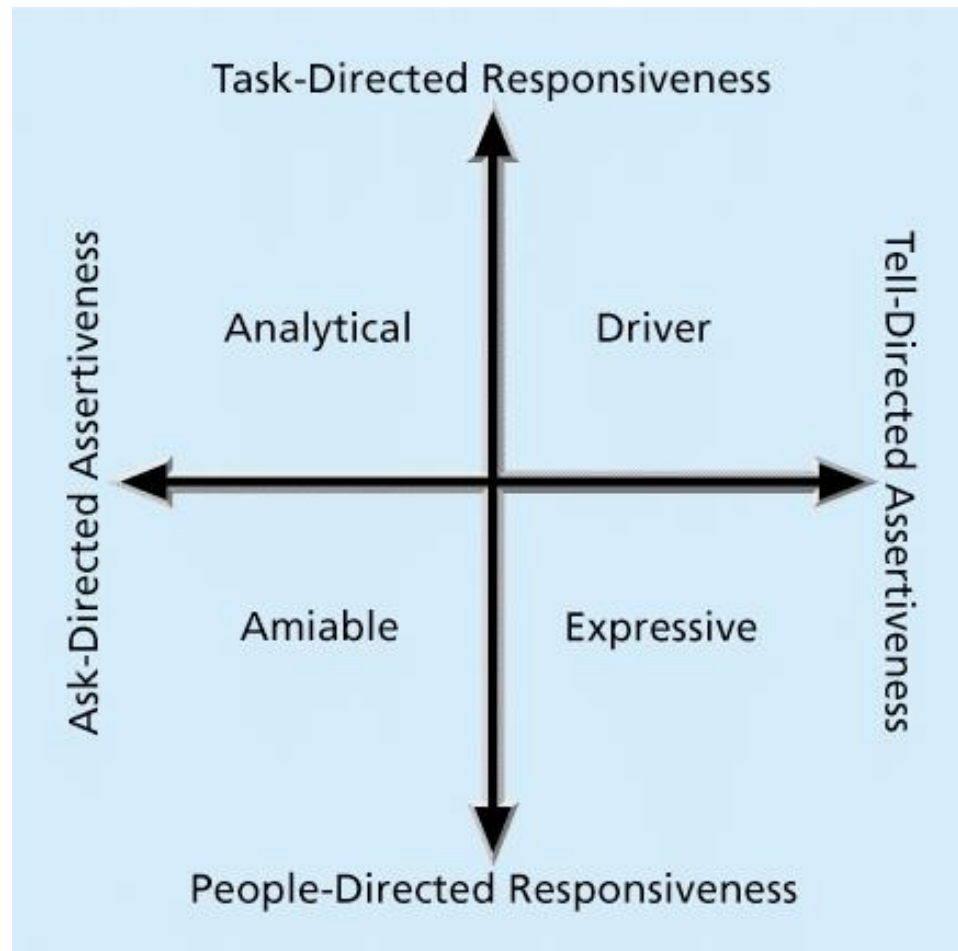 Task-Directed Responsiveness
Ask-Directed Assertiveness
Tell-Directed Assertiveness
Analytical
Driver
Amiable
Expressive
People-Directed Responsiveness